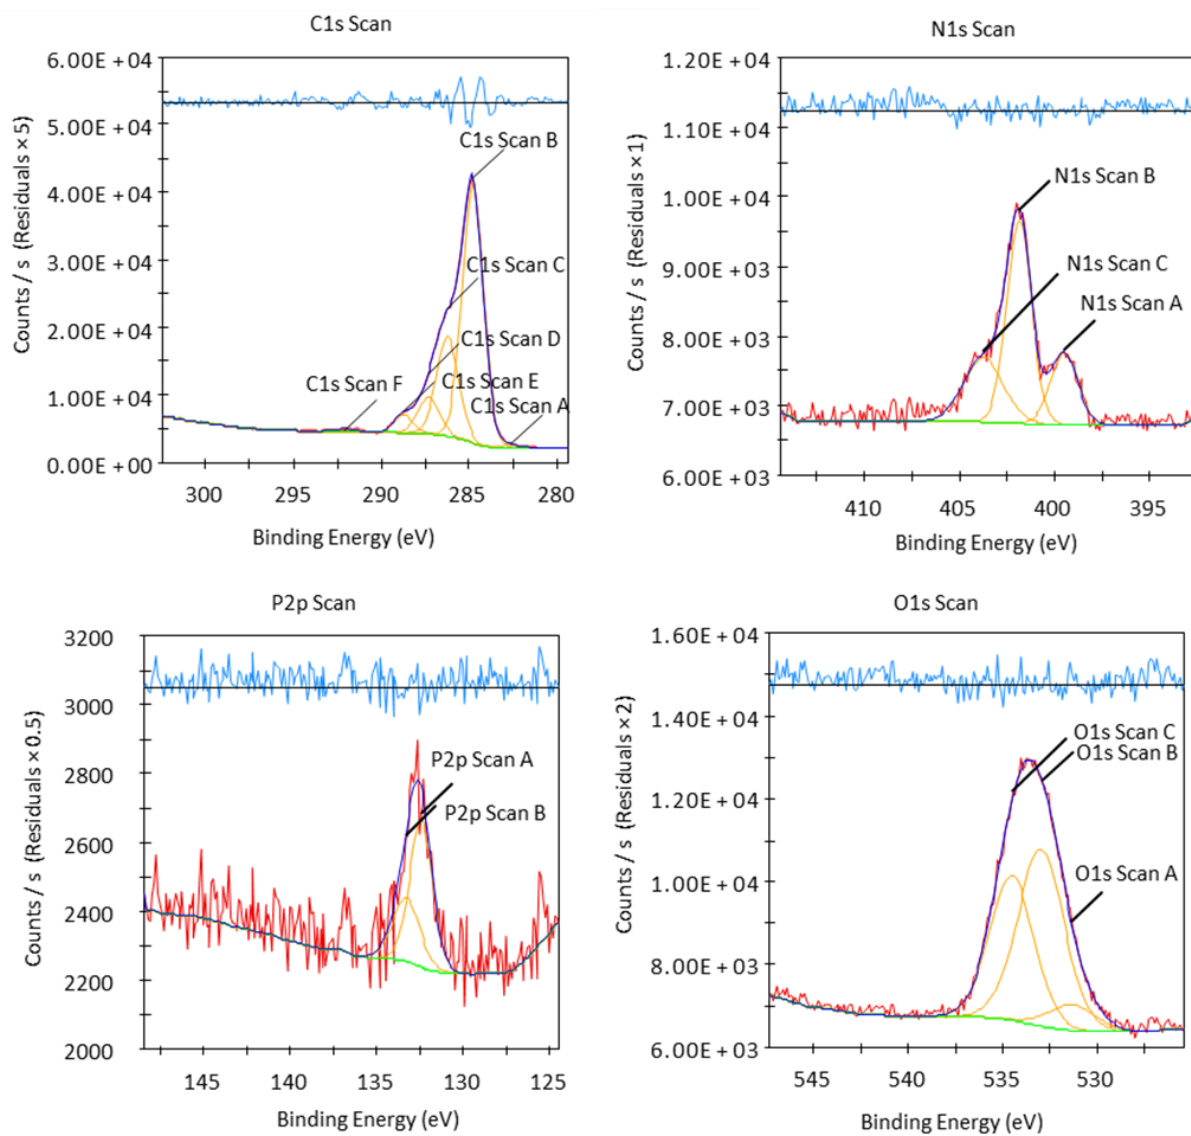 C1s Scan
6.00E + 04
5.00E + 04
4.00E + 04
3.00E + 04
2.00E + 04
1.00E + 04
0.00E + 00
Counts / s (Residuals × 5)
C1s Scan B
C1s Scan C
C1s Scan D
C1s Scan F
C1s Scan E
C1s Scan A
300 295 290 285 280
Binding Energy (eV)
N1s Scan
1.20E + 04
1.10E + 04
1.00E + 04
9.00E + 03
8.00E + 03
7.00E + 03
6.00E + 03
Counts / s (Residuals × 1)
N1s Scan B
N1s Scan C
N1s Scan A
410 405 400 395
Binding Energy (eV)
P2p Scan
3200
3000
2800
2600
2400
2200
2000
Counts / s (Residuals × 0.5)
P2p Scan A
P2p Scan B
145 140 135 130 125
Binding Energy (eV)
O1s Scan
1.60E + 04
1.40E + 04
1.20E + 04
1.00E + 04
8.00E + 03
6.00E + 03
Counts / s (Residuals × 2)
O1s Scan C
O1s Scan B
O1s Scan A
545 540 535 530
Binding Energy (eV)